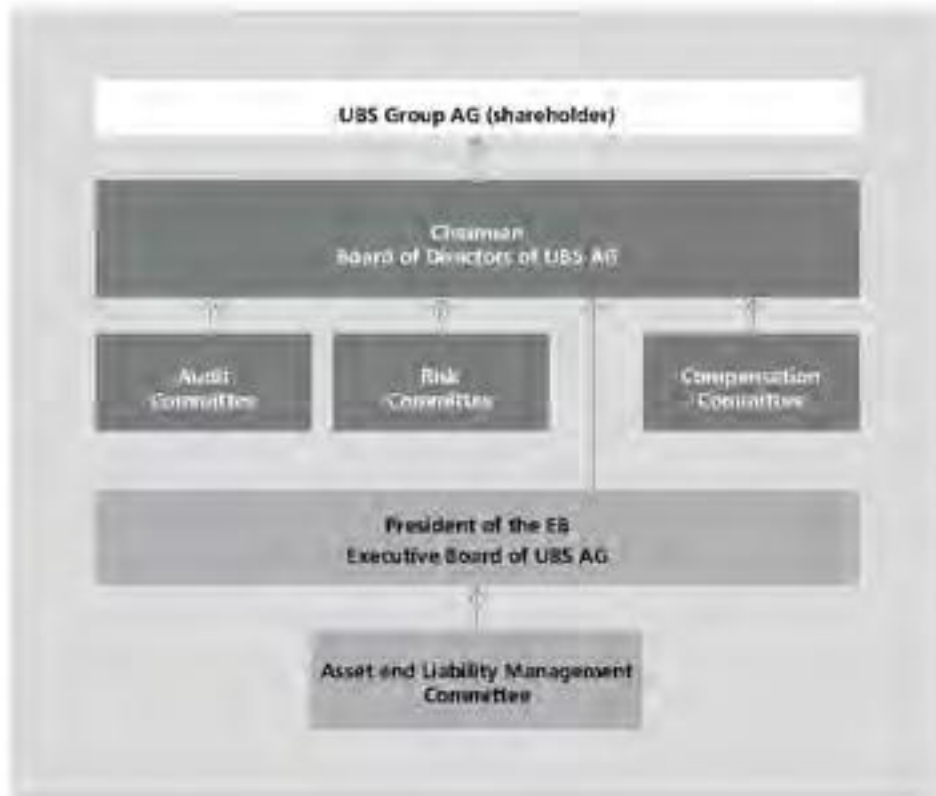 UBS Group AG (shareholder)
Chairman
Board of Directors of UBS AG
Audit
Committee
Risk
Committee
Compensation
Committee
President of the EB
Executive Board of UBS AG
Asset and Liability Management
Committee